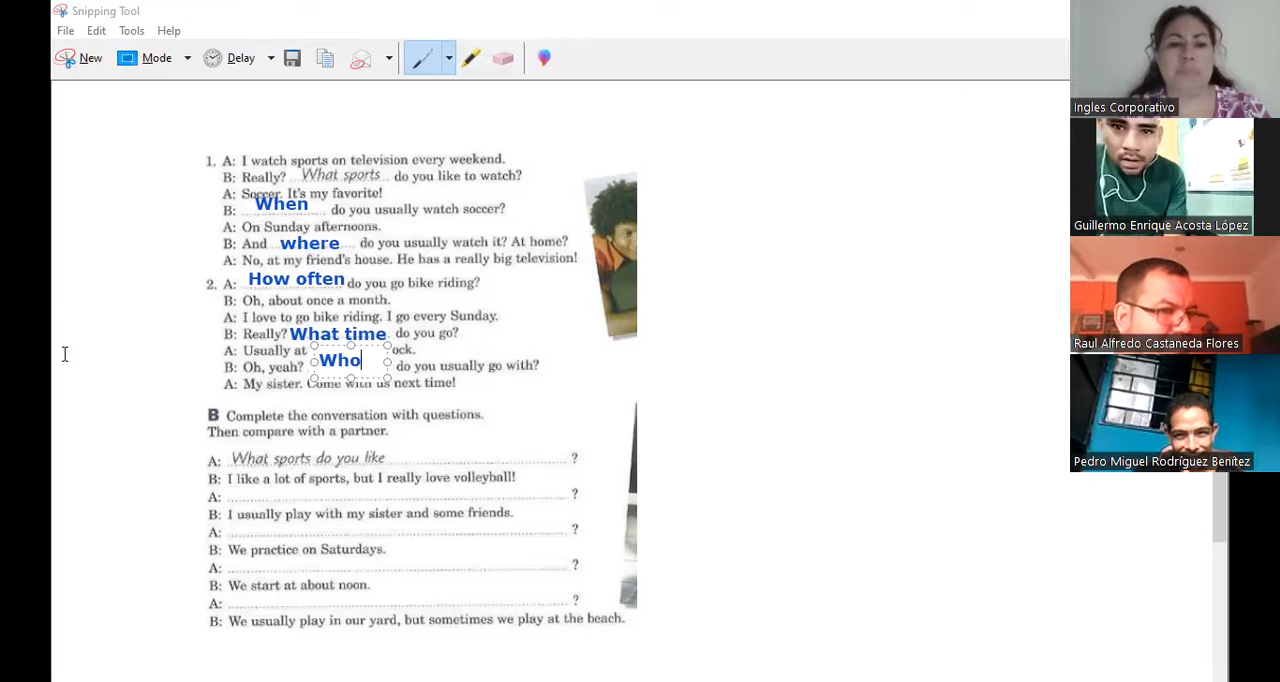 Snipping Tool
File Edit Tools Help
New Mode Delay
1. A: I watch sports on television every weekend.
B: Really? What sports do you like to watch?
A: Soccer. It's my favorite!
B: When do you usually watch soccer?
A: On Sunday afternoons.
B: And where do you usually watch it? At home?
A: No, at my friend's house. He has a really big television!
2. A: How often do you go bike riding?
B: Oh, about once a month.
A: I love to go bike riding. I go every Sunday.
B: Really? What time do you go?
A: Usually at ock.
B: Oh, yeah? Who do you usually go with?
A: My sister. Come with us next time!
B Complete the conversation with questions.
Then compare with a partner.
A: What sports do you like ?
B: I like a lot of sports, but I really love volleyball!
A: ?
B: I usually play with my sister and some friends.
A: ?
B: We practice on Saturdays.
A: ?
B: We start at about noon.
A: ?
B: We usually play in our yard, but sometimes we play at the beach.
Ingles Corporativo
Guillermo Enrique Acosta López
Raul Alfredo Castaneda Flores
Pedro Miguel Rodríguez Benítez